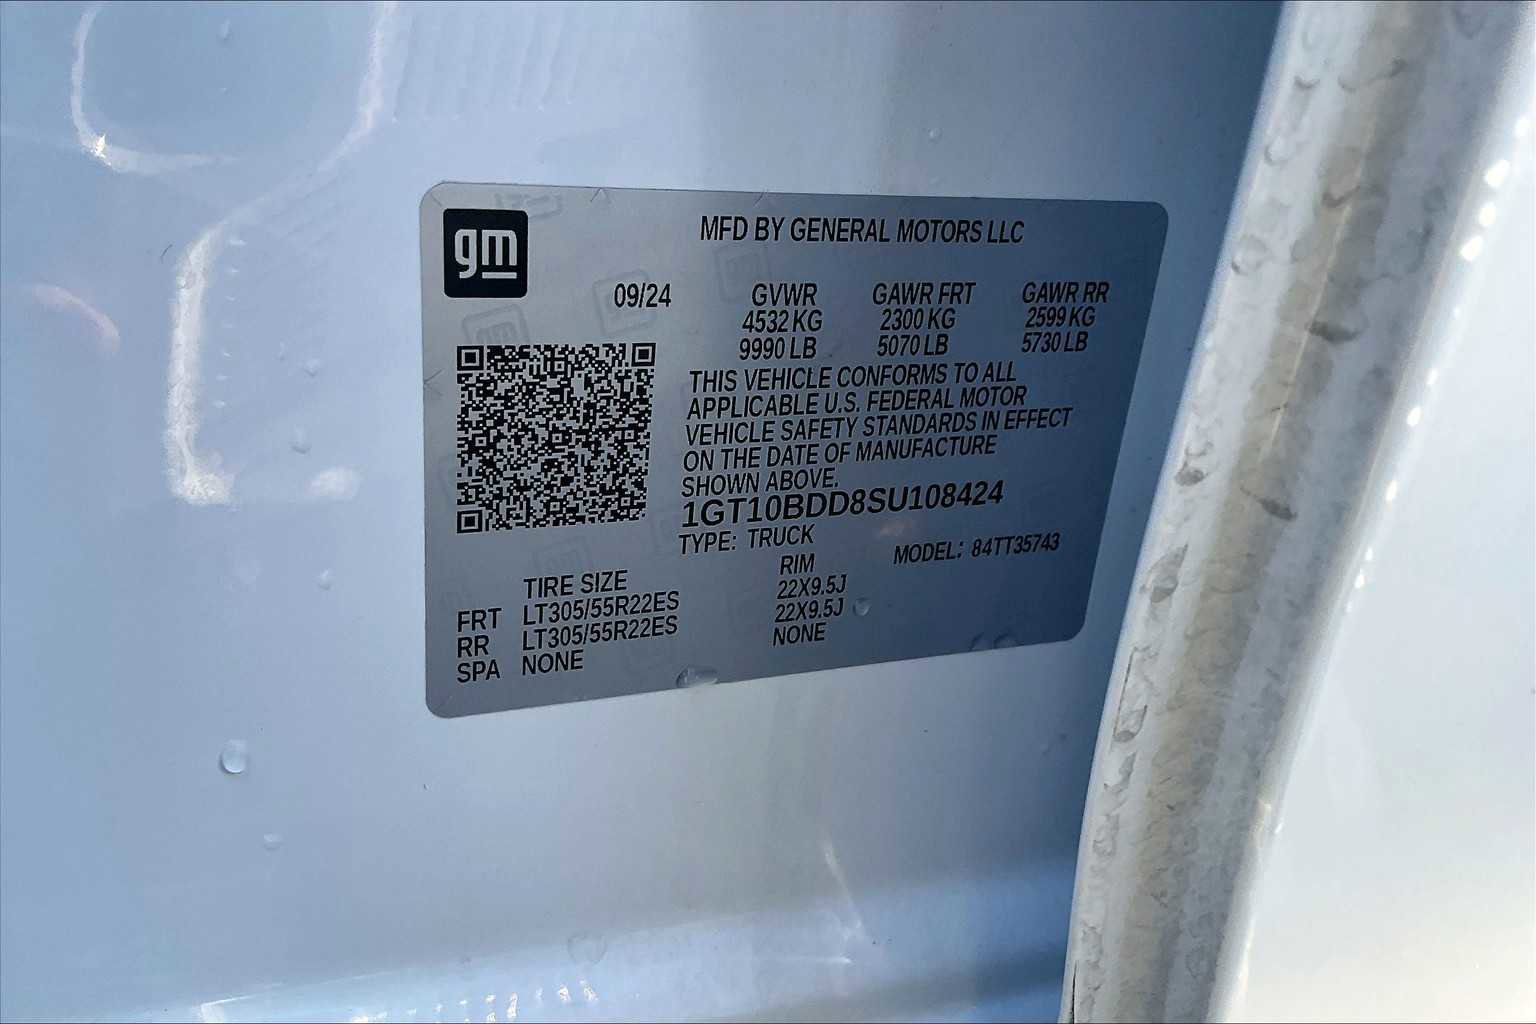 gm
MFD BY GENERAL MOTORS LLC
09/24 GVWR GAWR FRT GAWR RR
4532 KG 2300 KG 2599 KG
9990 LB 5070 LB 5730 LB
THIS VEHICLE CONFORMS TO ALL
APPLICABLE U.S. FEDERAL MOTOR
VEHICLE SAFETY STANDARDS IN EFFECT
ON THE DATE OF MANUFACTURE
SHOWN ABOVE.
1GT10BDD8SU108424
TYPE: TRUCK MODEL: 84TT35743
TIRE SIZE RIM
FRT LT305/55R22ES 22X9.5J
RR LT305/55R22ES 22X9.5J
SPA NONE NONE